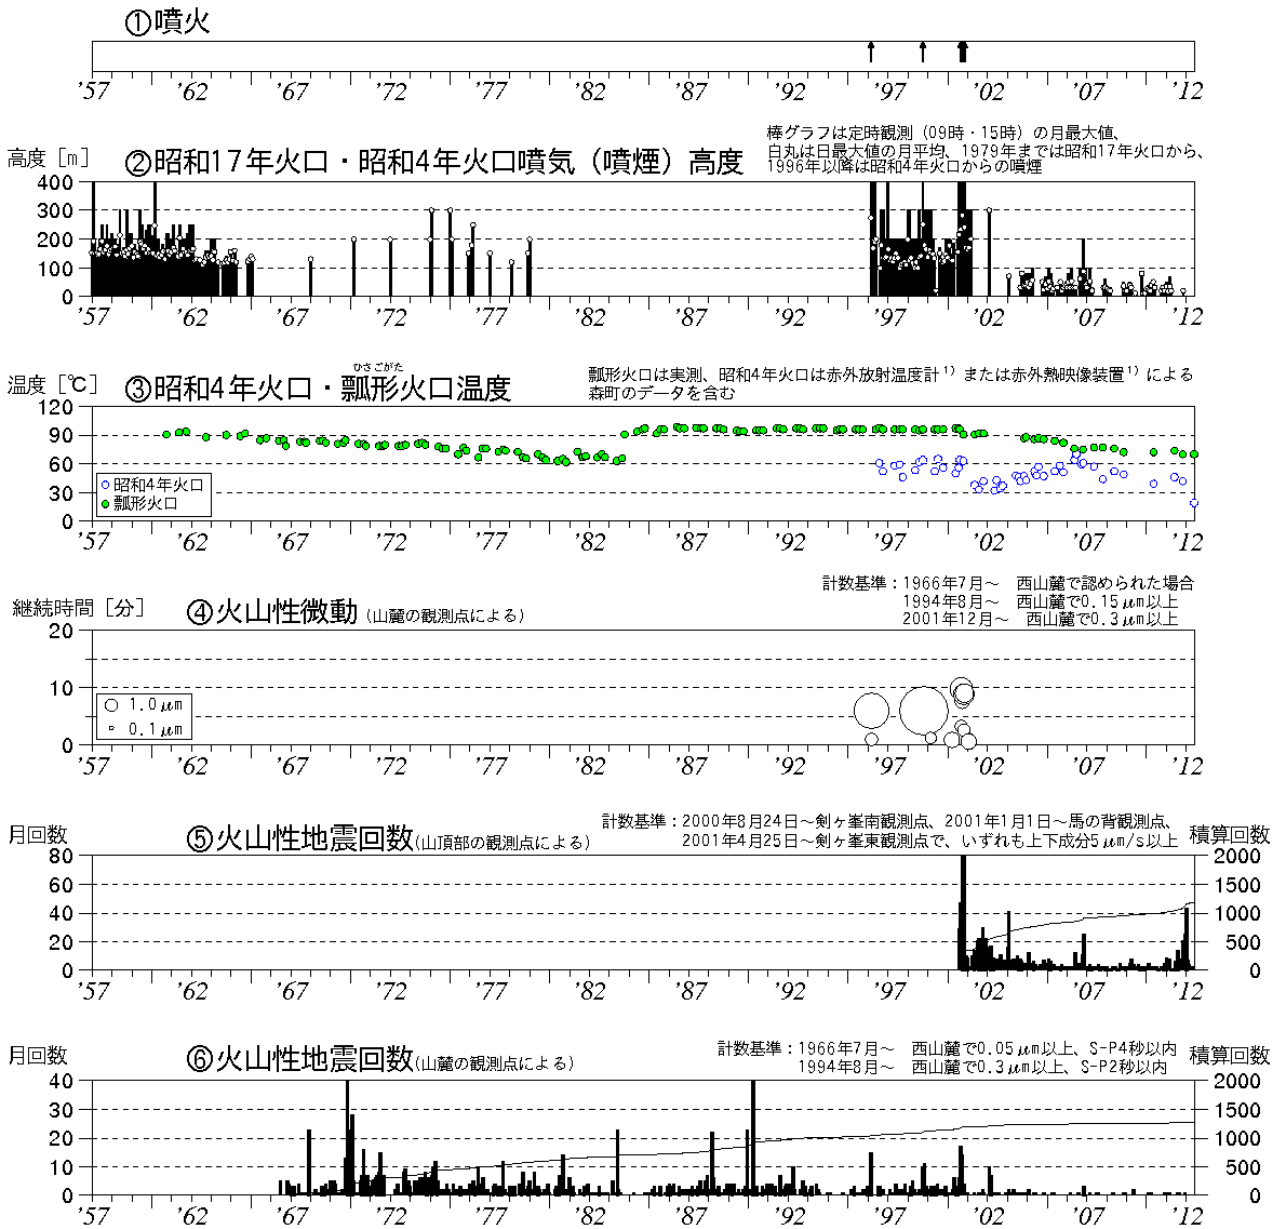 ①噴火
'57 '62 '67 '72 '77 '82 '87 '92 '97 '02 '07 '12
高度［m］ ②昭和17年火口・昭和4年火口噴気（噴煙）高度
棒グラフは定時観測（09時・15時）の月最大値、
白丸は日最大値の月平均、1979年までは昭和17年火口から、
1996年以降は昭和4年火口からの噴煙
400
300
200
100
0
'57 '62 '67 '72 '77 '82 '87 '92 '97 '02 '07 '12
ひさごがた
温度［℃］ ③昭和4年火口・瓢形火口温度
瓢形火口は実測、昭和4年火口は赤外放射温度計1）または赤外熱映像装置1）による
森町のデータを含む
120
90
60
30
0
昭和4年火口
瓢形火口
'57 '62 '67 '72 '77 '82 '87 '92 '97 '02 '07 '12
継続時間［分］ ④火山性微動（山麓の観測点による）
計数基準：1966年7月～ 西山麓で認められた場合
1994年8月～ 西山麓で0.15μm以上
2001年12月～ 西山麓で0.3μm以上
20
10
0
1.0μm
0.1μm
'57 '62 '67 '72 '77 '82 '87 '92 '97 '02 '07 '12
月回数 ⑤火山性地震回数(山頂部の観測点による)
計数基準：2000年8月24日～剣ヶ峯南観測点、2001年1月1日～馬の背観測点、
2001年4月25日～剣ヶ峯東観測点で、いずれも上下成分5μm/s以上
積算回数
80 2000
60 1500
40 1000
20 500
0 0
'57 '62 '67 '72 '77 '82 '87 '92 '97 '02 '07 '12
月回数 ⑥火山性地震回数(山麓の観測点による)
計数基準：1966年7月～ 西山麓で0.05μm以上、S-P4秒以内
1994年8月～ 西山麓で0.3μm以上、S-P2秒以内
積算回数
40 2000
30 1500
20 1000
10 500
0 0
'57 '62 '67 '72 '77 '82 '87 '92 '97 '02 '07 '12